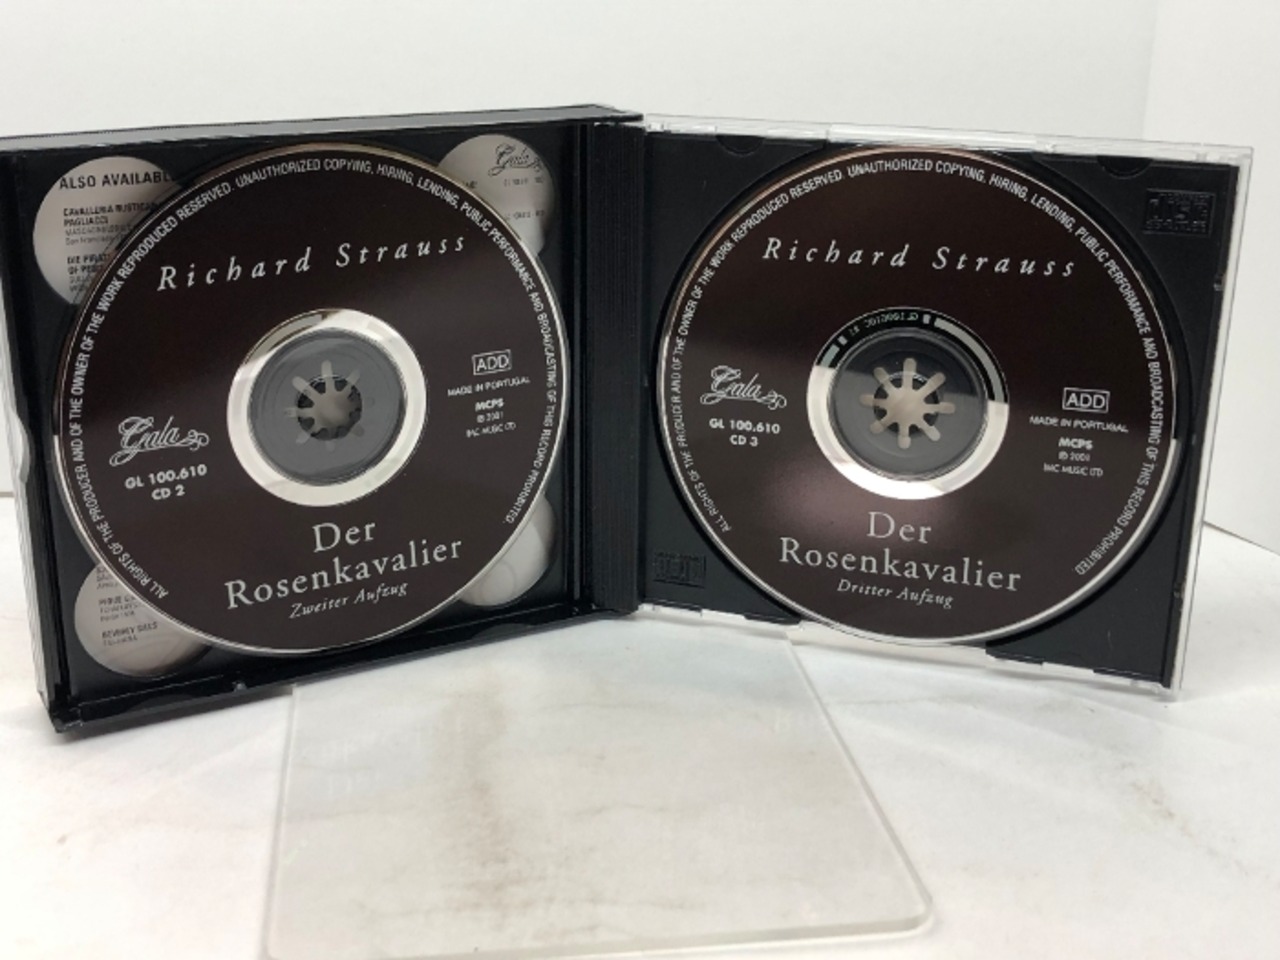 ALSO AVAILABLE
PAGLIACCI
Gala
ALL RIGHTS OF THE PRODUCER AND OF THE OWNER OF THE WORK REPRODUCED RESERVED. UNAUTHORIZED COPYING, HIRING, LENDING, PUBLIC PERFORMANCE AND BROADCASTING OF THIS RECORD PROHIBITED.
Richard Strauss
ADD
MADE IN PORTUGAL
MCPS
℗ 2001
IMC MUSIC LTD
Gala
GL 100.610
CD 2
Der
Rosenkavalier
Zweiter Aufzug
BEVERLY SILLS
ALL RIGHTS OF THE PRODUCER AND OF THE OWNER OF THE WORK REPRODUCED RESERVED. UNAUTHORIZED COPYING, HIRING, LENDING, PUBLIC PERFORMANCE AND BROADCASTING OF THIS RECORD PROHIBITED
Richard Strauss
Gala
GL 100.610
CD 3
ADD
MADE IN PORTUGAL
MCPS
℗ 2001
IMC MUSIC LTD
Der
Rosenkavalier
Dritter Aufzug